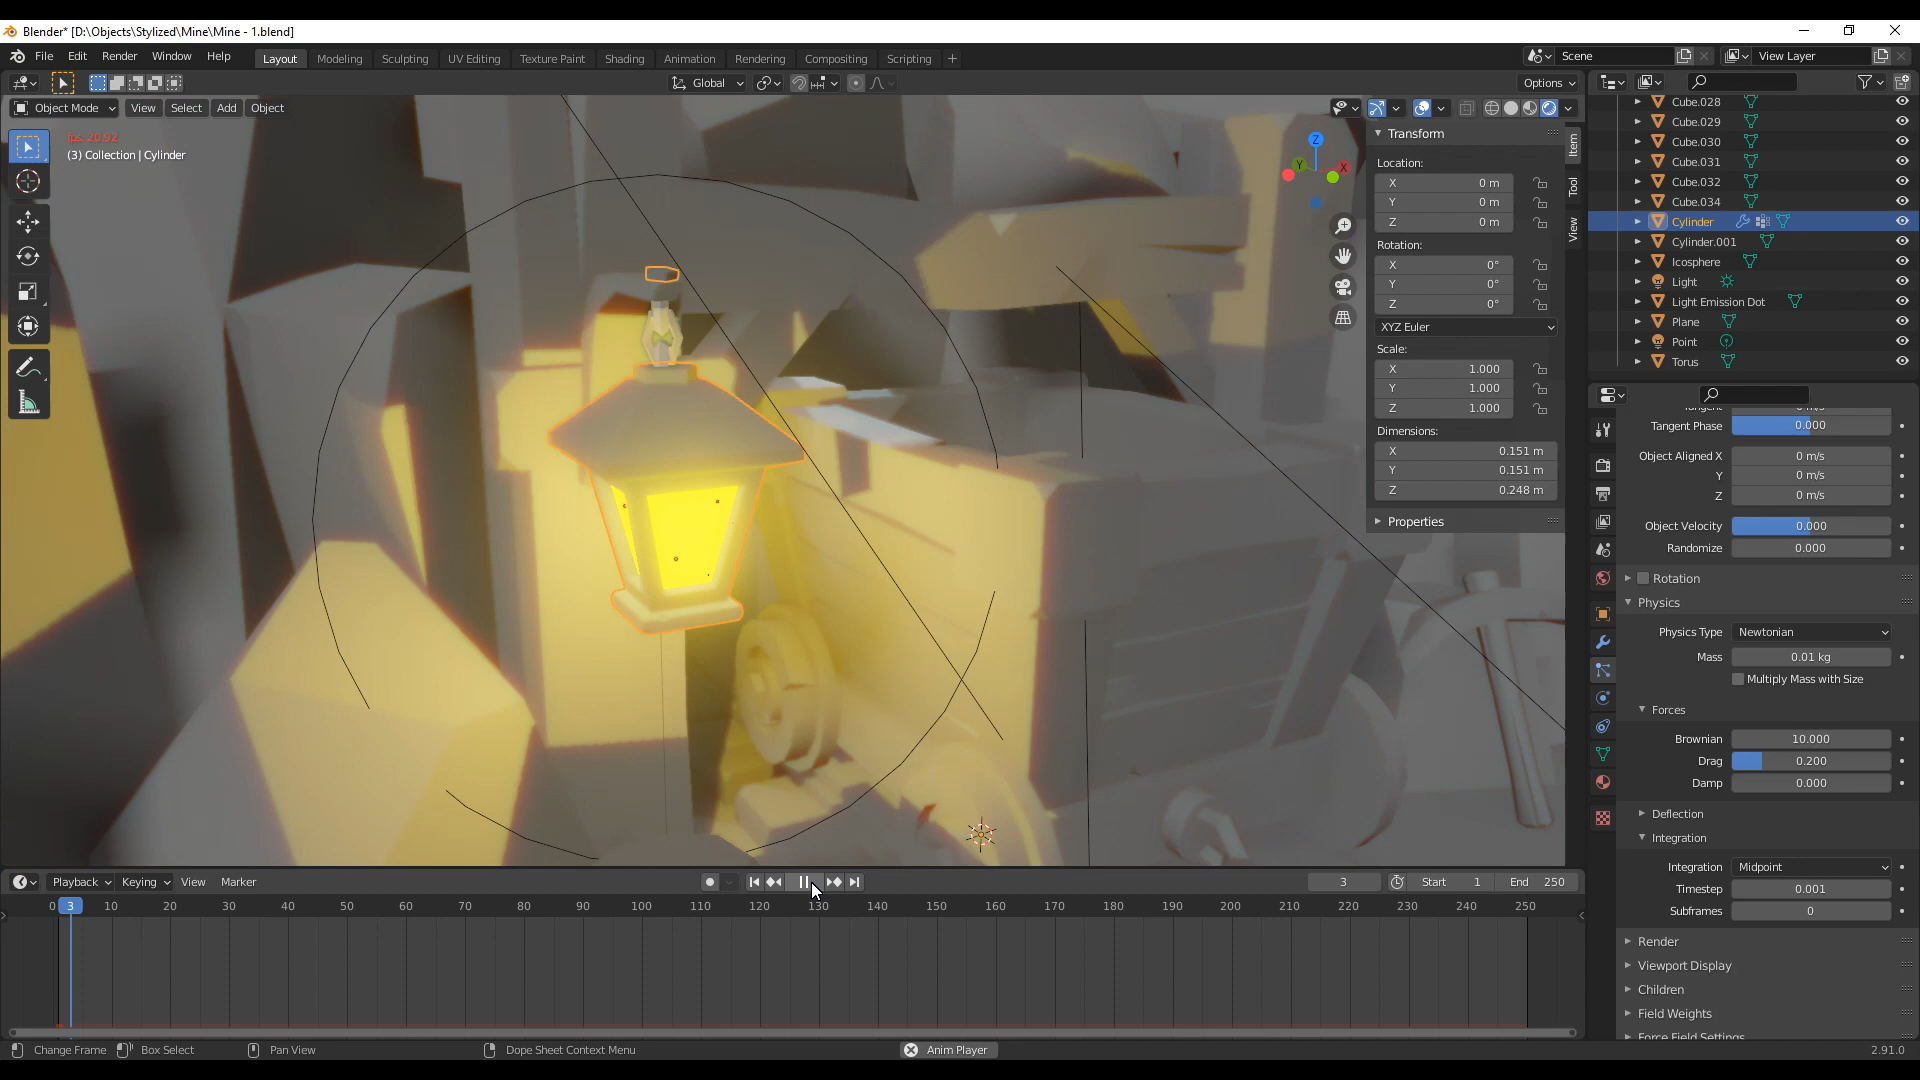 Blender* [D:\Objects\Stylized\Mine\Mine - 1.blend]
File Edit Render Window Help Layout Modeling Sculpting UV Editing Texture Paint Shading Animation Rendering Compositing Scripting + Scene View Layer
Global Options
Object Mode View Select Add Object
fps: 20.92
(3) Collection | Cylinder
Z
Y
X
Transform
Location:
X 0 m
Y 0 m
Z 0 m
Rotation:
X 0°
Y 0°
Z 0°
XYZ Euler
Scale:
X 1.000
Y 1.000
Z 1.000
Dimensions:
X 0.151 m
Y 0.151 m
Z 0.248 m
Properties
Item
Tool
View
Cube.028
Cube.029
Cube.030
Cube.031
Cube.032
Cube.034
Cylinder
Cylinder.001
Icosphere
Light
Light Emission Dot
Plane
Point
Torus
Tangent 0 m/s
Tangent Phase 0.000
Object Aligned X 0 m/s
Y 0 m/s
Z 0 m/s
Object Velocity 0.000
Randomize 0.000
Rotation
Physics
Physics Type Newtonian
Mass 0.01 kg
Multiply Mass with Size
Forces
Brownian 10.000
Drag 0.200
Damp 0.000
Deflection
Integration
Integration Midpoint
Timestep 0.001
Subframes 0
Render
Viewport Display
Children
Field Weights
Force Field Settings
Playback Keying View Marker 3 Start 1 End 250
0 3 10 20 30 40 50 60 70 80 90 100 110 120 130 140 150 160 170 180 190 200 210 220 230 240 250
Change Frame Box Select Pan View Dope Sheet Context Menu Anim Player 2.91.0